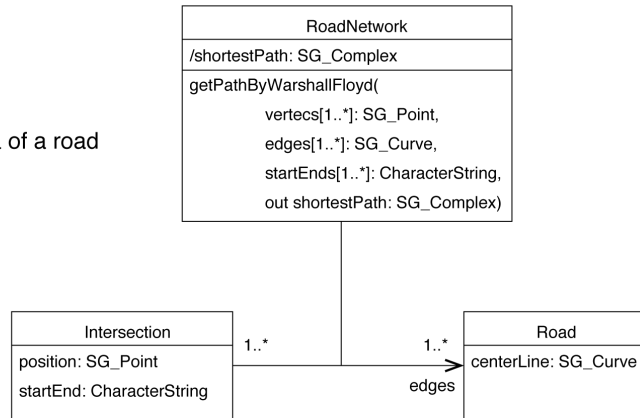 RoadNetwork
/shortestPath: SG_Complex
getPathByWarshallFloyd(
vertecs[1..*]: SG_Point,
edges[1..*]: SG_Curve,
startEnds[1..*]: CharacterString,
out shortestPath: SG_Complex)
of a road
Intersection
position: SG_Point
startEnd: CharacterString
1..*
1..*
edges
Road
centerLine: SG_Curve